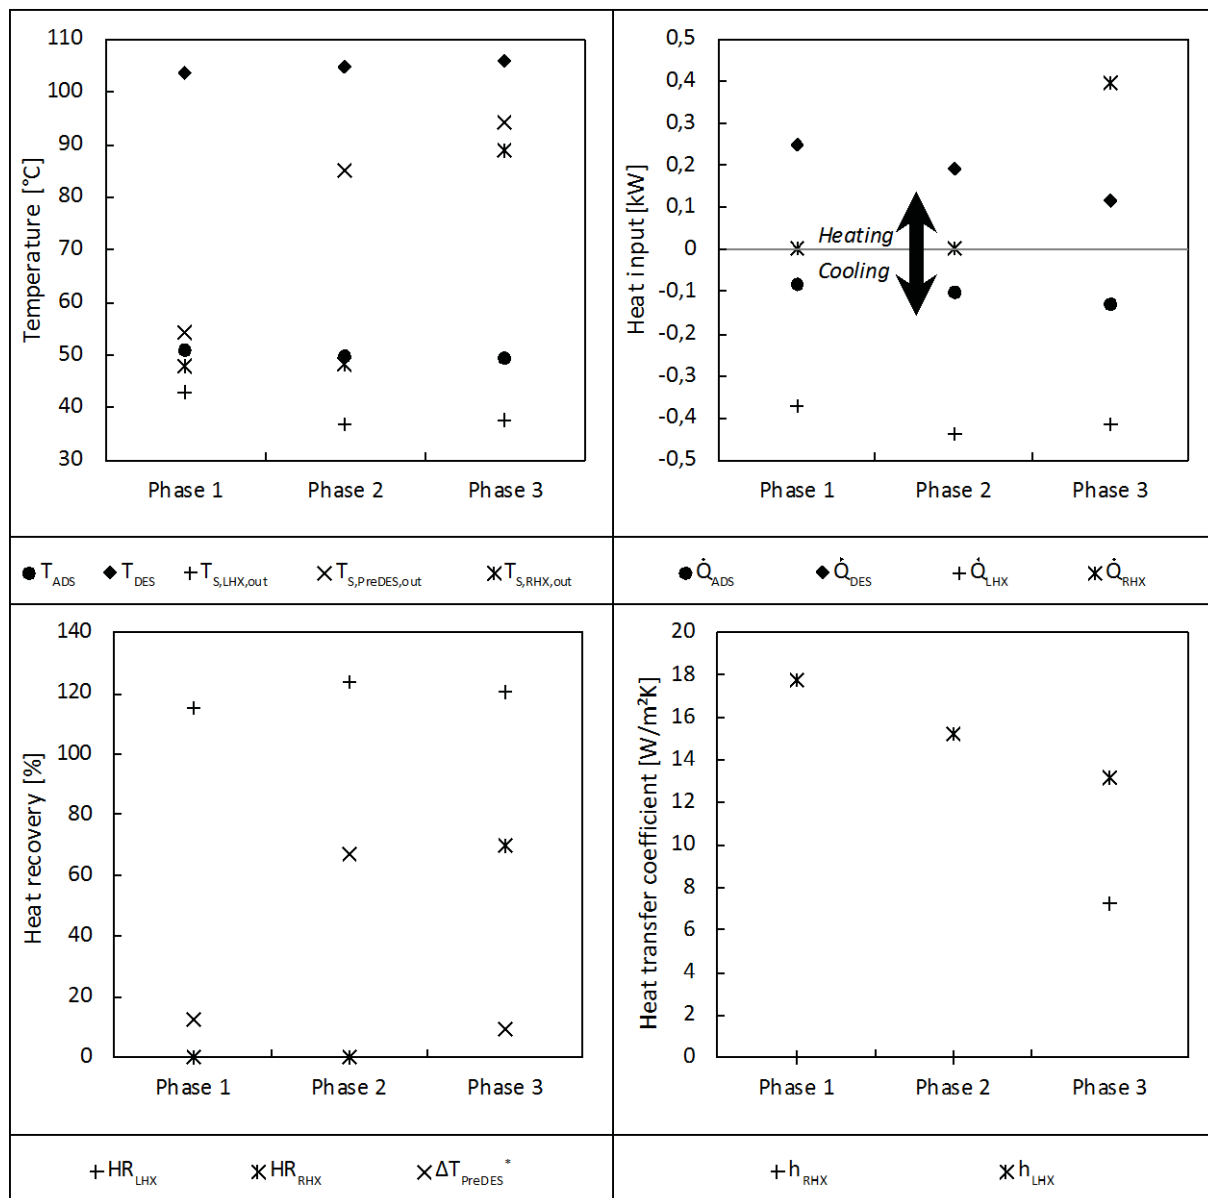 Temperature [°C]
110
100
90
80
70
60
50
40
30
Phase 1 Phase 2 Phase 3
T_ADS T_DES T_S,LHX,out T_S,PreDES,out T_S,RHX,out
Heat input [kW]
0,5
0,4
0,3
0,2
0,1
0
-0,1
-0,2
-0,3
-0,4
-0,5
Heating
Cooling
Phase 1 Phase 2 Phase 3
Q̇_ADS Q̇_DES Q̇_LHX Q̇_RHX
Heat recovery [%]
140
120
100
80
60
40
20
0
Phase 1 Phase 2 Phase 3
HR_LHX HR_RHX ΔT_PreDES*
Heat transfer coefficient [W/m²K]
20
18
16
14
12
10
8
6
4
2
0
Phase 1 Phase 2 Phase 3
h_RHX h_LHX